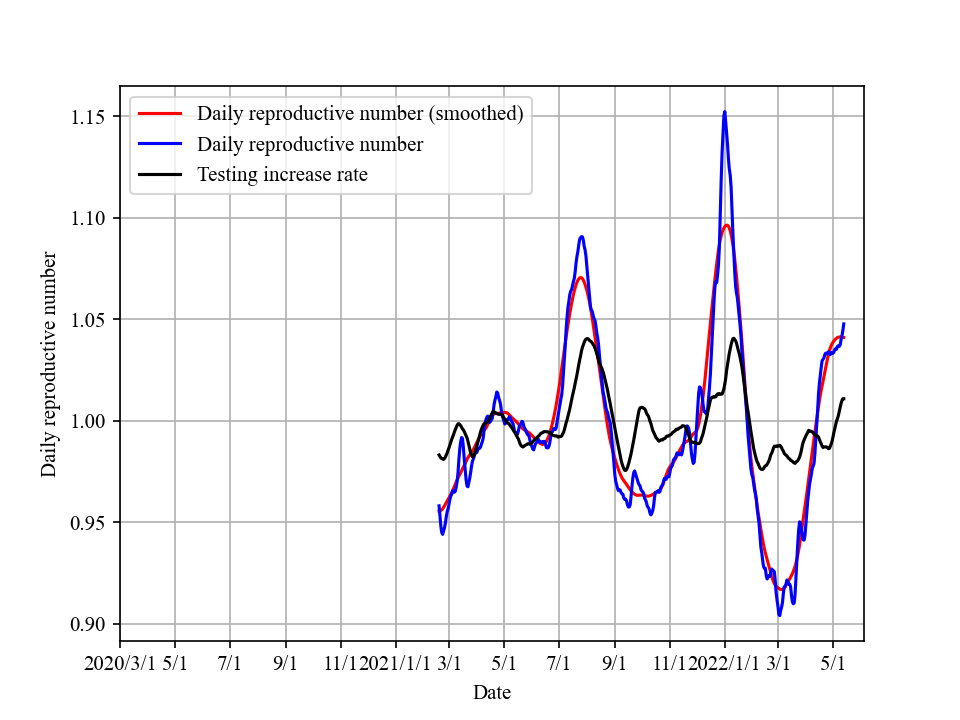 Daily reproductive number (smoothed)
Daily reproductive number
Testing increase rate
Daily reproductive number
1.15
1.10
1.05
1.00
0.95
0.90
2020/3/1 5/1 7/1 9/1 11/1 2021/1/1 3/1 5/1 7/1 9/1 11/1 2022/1/1 3/1 5/1
Date